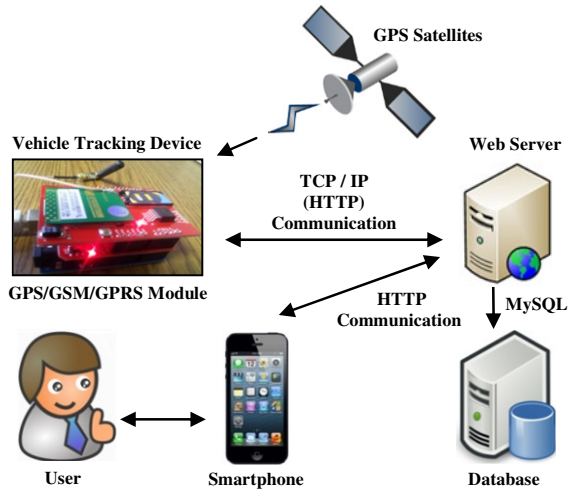 GPS Satellites
Vehicle Tracking Device
Web Server
TCP / IP
(HTTP)
Communication
GPS/GSM/GPRS Module
HTTP
Communication
MySQL
User
Smartphone
Database